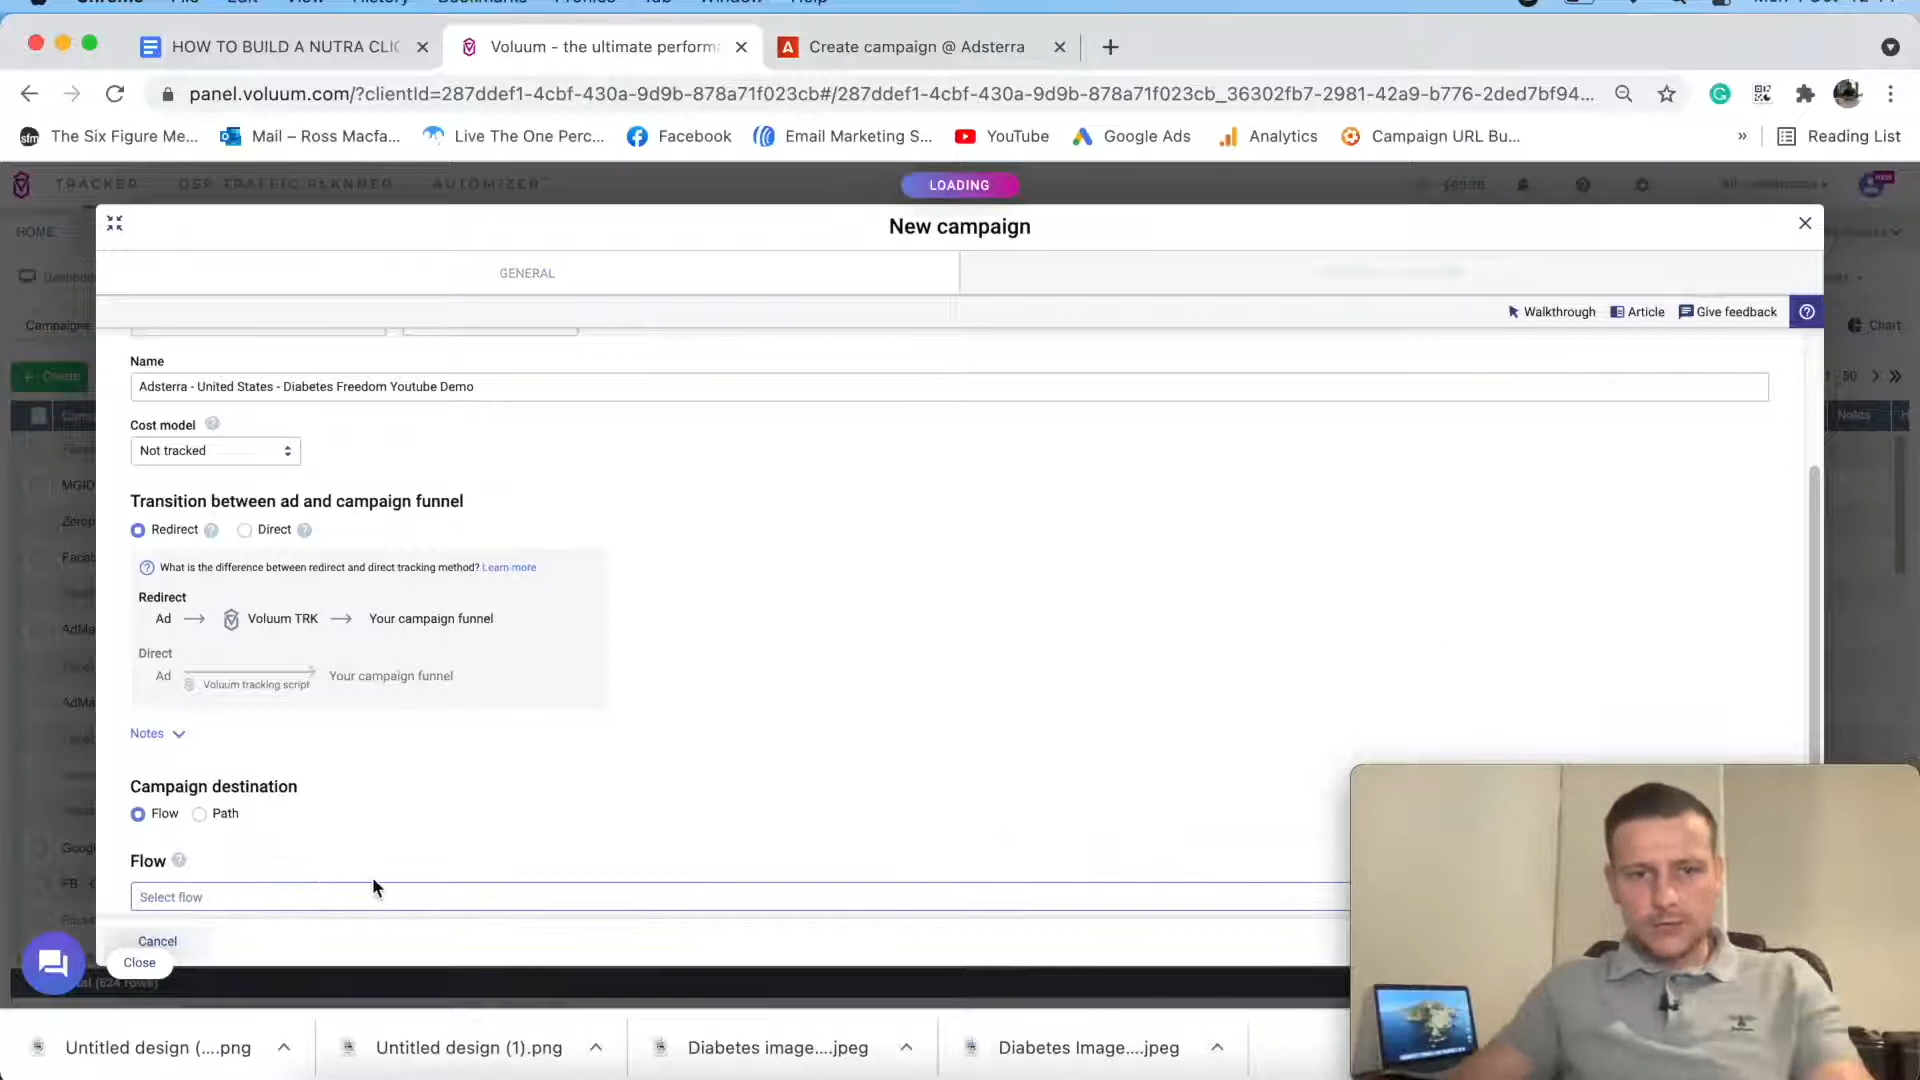 HOW TO BUILD A NUTRA CLIC
Voluum - the ultimate perform
Create campaign @ Adsterra
panel.voluum.com/?clientId=287ddef1-4cbf-430a-9d9b-878a71f023cb#/287ddef1-4cbf-430a-9d9b-878a71f023cb_36302fb7-2981-42a9-b776-2ded7bf94...
The Six Figure Me...
Mail – Ross Macfa...
Live The One Perc...
Facebook
Email Marketing S...
YouTube
Google Ads
Analytics
Campaign URL Bu...
»
Reading List
TRACKER
DSP TRAFFIC PLANNER
AUTOMIZER
LOADING
NEW
New campaign
HOME
GENERAL
Walkthrough
Article
Give feedback
Campaigns
Chart
Name
Create
Adsterra - United States - Diabetes Freedom Youtube Demo
Notes
Cost model
Not tracked
MGID
Transition between ad and campaign funnel
Redirect
Direct
What is the difference between redirect and direct tracking method? Learn more
Redirect
Ad
Voluum TRK
Your campaign funnel
Direct
Ad
Voluum tracking script
Your campaign funnel
Notes
Campaign destination
Flow
Path
Flow
Select flow
Cancel
Close
Untitled design (....png
Untitled design (1).png
Diabetes image....jpeg
Diabetes Image....jpeg